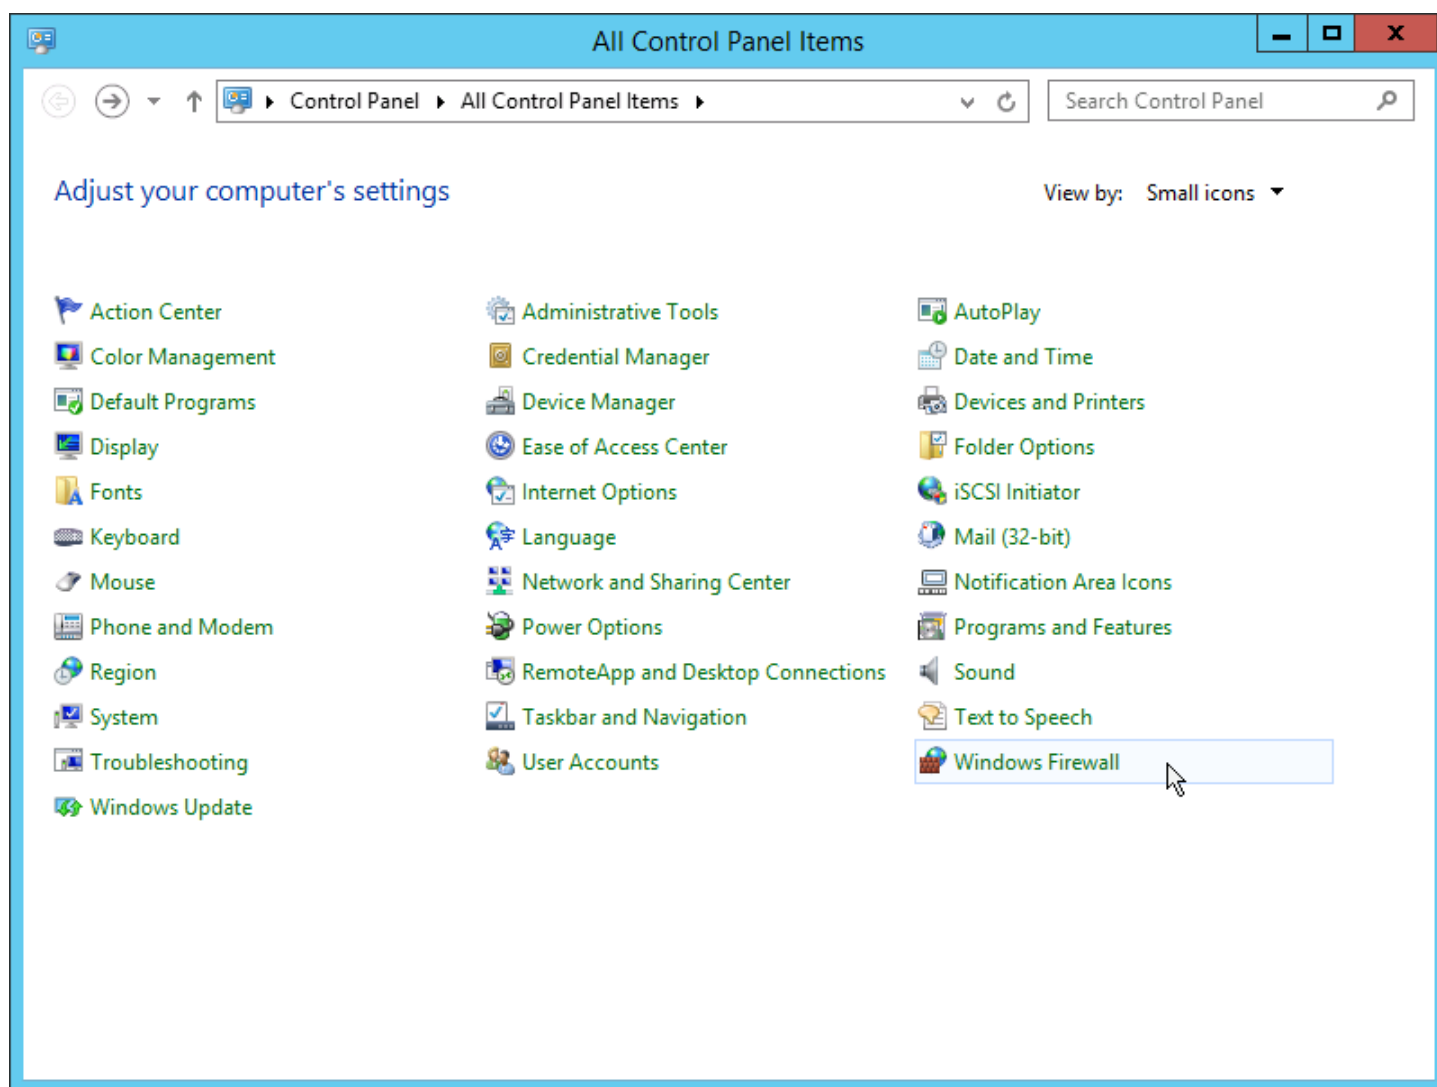 All Control Panel Items
Control Panel All Control Panel Items Search Control Panel
Adjust your computer's settings View by: Small icons
Action Center Administrative Tools AutoPlay
Color Management Credential Manager Date and Time
Default Programs Device Manager Devices and Printers
Display Ease of Access Center Folder Options
Fonts Internet Options iSCSI Initiator
Keyboard Language Mail (32-bit)
Mouse Network and Sharing Center Notification Area Icons
Phone and Modem Power Options Programs and Features
Region RemoteApp and Desktop Connections Sound
System Taskbar and Navigation Text to Speech
Troubleshooting User Accounts Windows Firewall
Windows Update